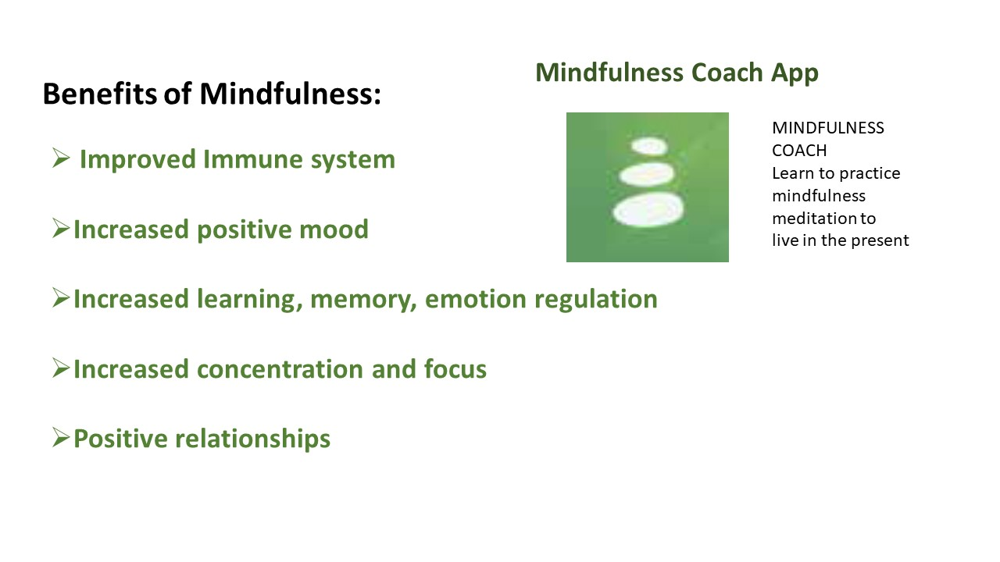 Benefits of Mindfulness:
➢ Improved Immune system
➢Increased positive mood
➢Increased learning, memory, emotion regulation
➢Increased concentration and focus
➢Positive relationships
Mindfulness Coach App
MINDFULNESS
COACH
Learn to practice
mindfulness
meditation to
live in the present